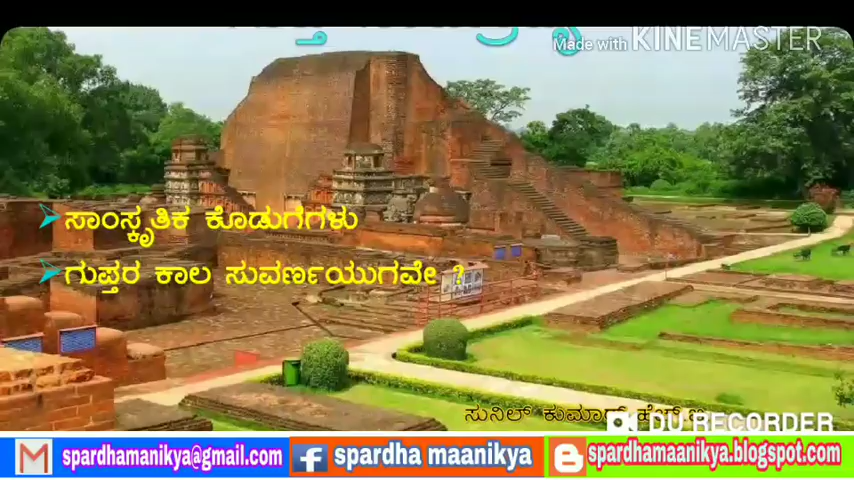 Made with KINEMASTER
➤ ಸಾಂಸ್ಕೃತಿಕ ಕೊಡುಗೆಗಳು
➤ ಗುಪ್ತರ ಕಾಲ ಸುವರ್ಣಯುಗವೇ ?
ಸುನಿಲ್ ಕುಮಾರ್
DU RECORDER
spardhamanikya@gmail.com
spardha maanikya
spardhamaanikya.blogspot.com